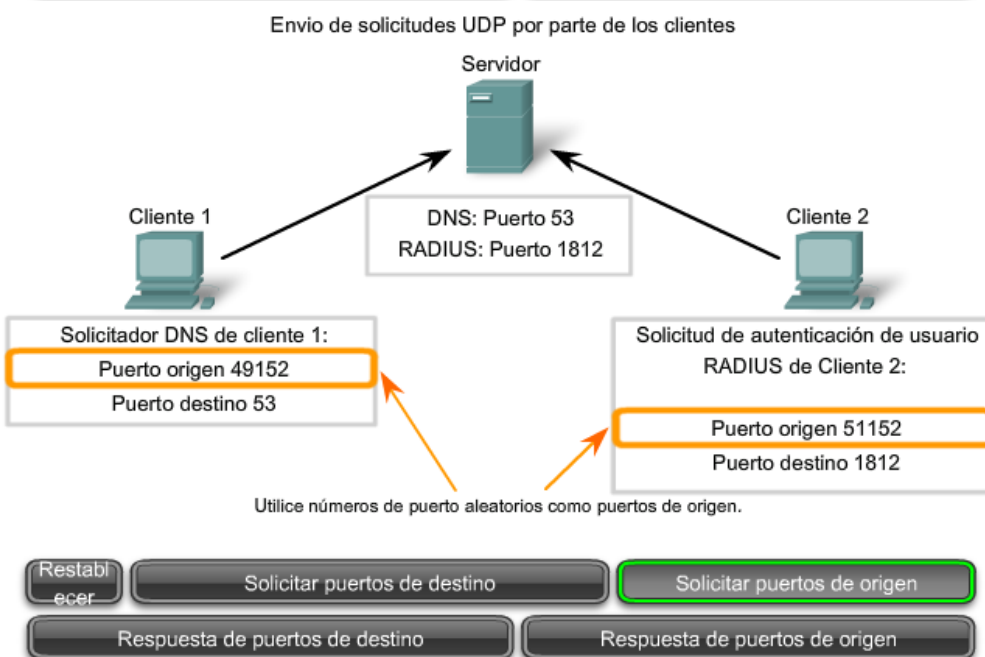 Envio de solicitudes UDP por parte de los clientes
Servidor
Cliente 1
DNS: Puerto 53
RADIUS: Puerto 1812
Cliente 2
Solicitador DNS de cliente 1:
Puerto origen 49152
Puerto destino 53
Solicitud de autenticación de usuario
RADIUS de Cliente 2:
Puerto origen 51152
Puerto destino 1812
Utilice números de puerto aleatorios como puertos de origen.
Restabl
ecer
Solicitar puertos de destino
Solicitar puertos de origen
Respuesta de puertos de destino
Respuesta de puertos de origen